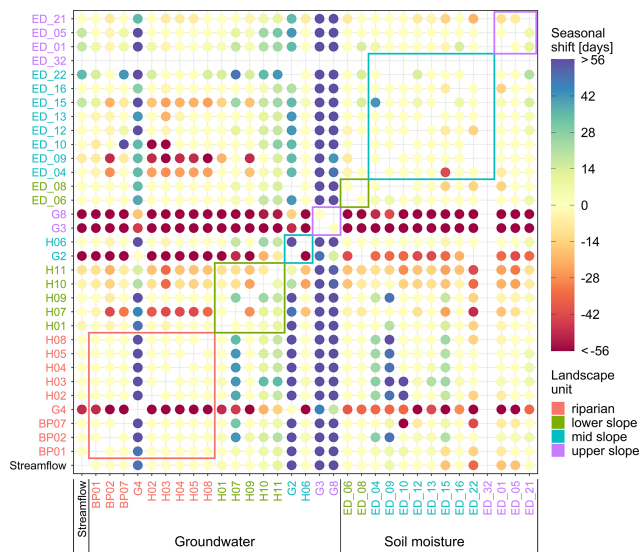 ED_21
ED_05
ED_01
ED_32
ED_22
ED_16
ED_15
ED_13
ED_12
ED_10
ED_09
ED_04
ED_08
ED_06
G8
G3
H06
G2
H11
H10
H09
H07
H01
H08
H05
H04
H03
H02
G4
BP07
BP02
BP01
Streamflow
Streamflow
BP01
BP02
BP07
G4
H02
H03
H04
H05
H08
H01
H07
H09
H10
H11
G2
H06
G3
G8
ED_06
ED_08
ED_04
ED_09
ED_10
ED_12
ED_13
ED_15
ED_16
ED_22
ED_32
ED_01
ED_05
ED_21
Groundwater
Soil moisture
Seasonal
shift [days]
> 56
42
28
14
0
-14
-28
-42
<-56
Landscape
unit
riparian
lower slope
mid slope
upper slope